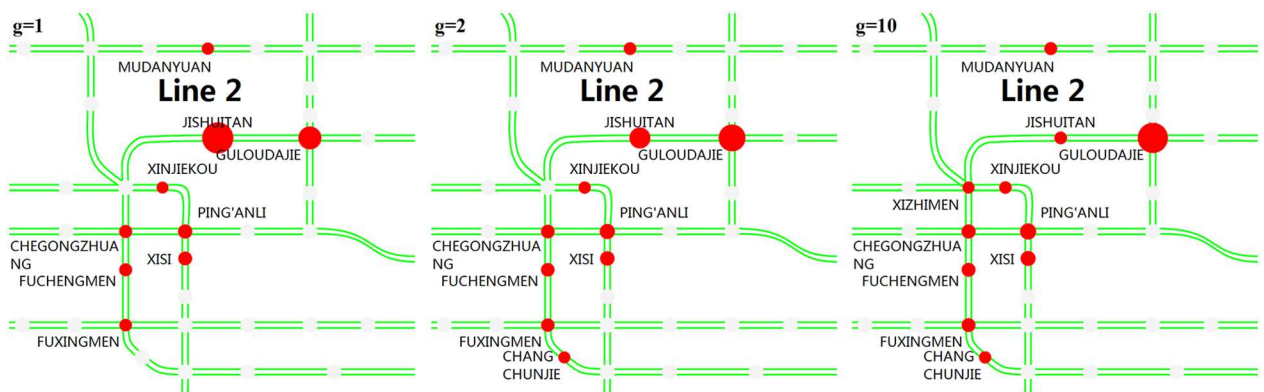 g=1
MUDANYUAN
Line 2
JISHUITAN
GULOUDAJIE
XINJIEKOU
PING'ANLI
CHEGONGZHUA
NG
XISI
FUCHENGMEN
FUXINGMEN
g=2
MUDANYUAN
Line 2
JISHUITAN
GULOUDAJIE
XINJIEKOU
PING'ANLI
CHEGONGZHUA
NG
XISI
FUCHENGMEN
FUXINGMEN
CHANG
CHUNJIE
g=10
MUDANYUAN
Line 2
JISHUITAN
GULOUDAJIE
XINJIEKOU
XIZHIMEN
PING'ANLI
CHEGONGZHUA
NG
XISI
FUCHENGMEN
FUXINGMEN
CHANG
CHUNJIE